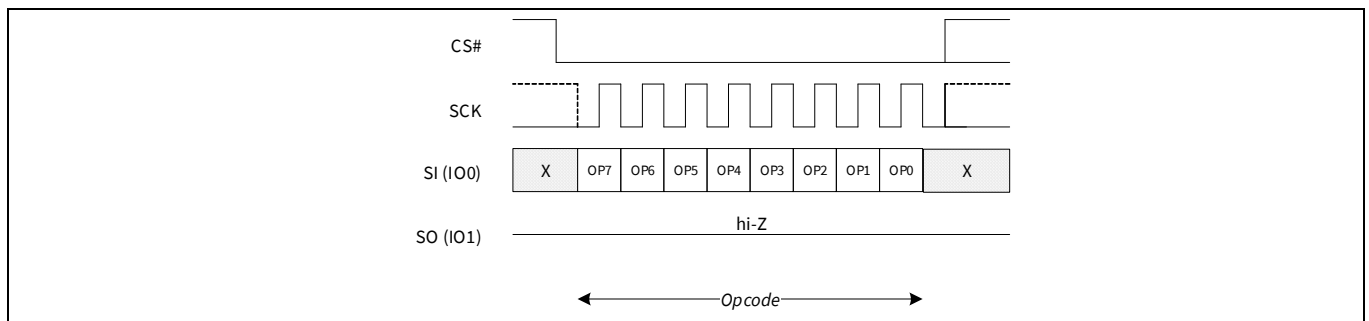 CS#
SCK
SI (IO0)
X OP7 OP6 OP5 OP4 OP3 OP2 OP1 OP0 X
hi-Z
SO (IO1)
Opcode